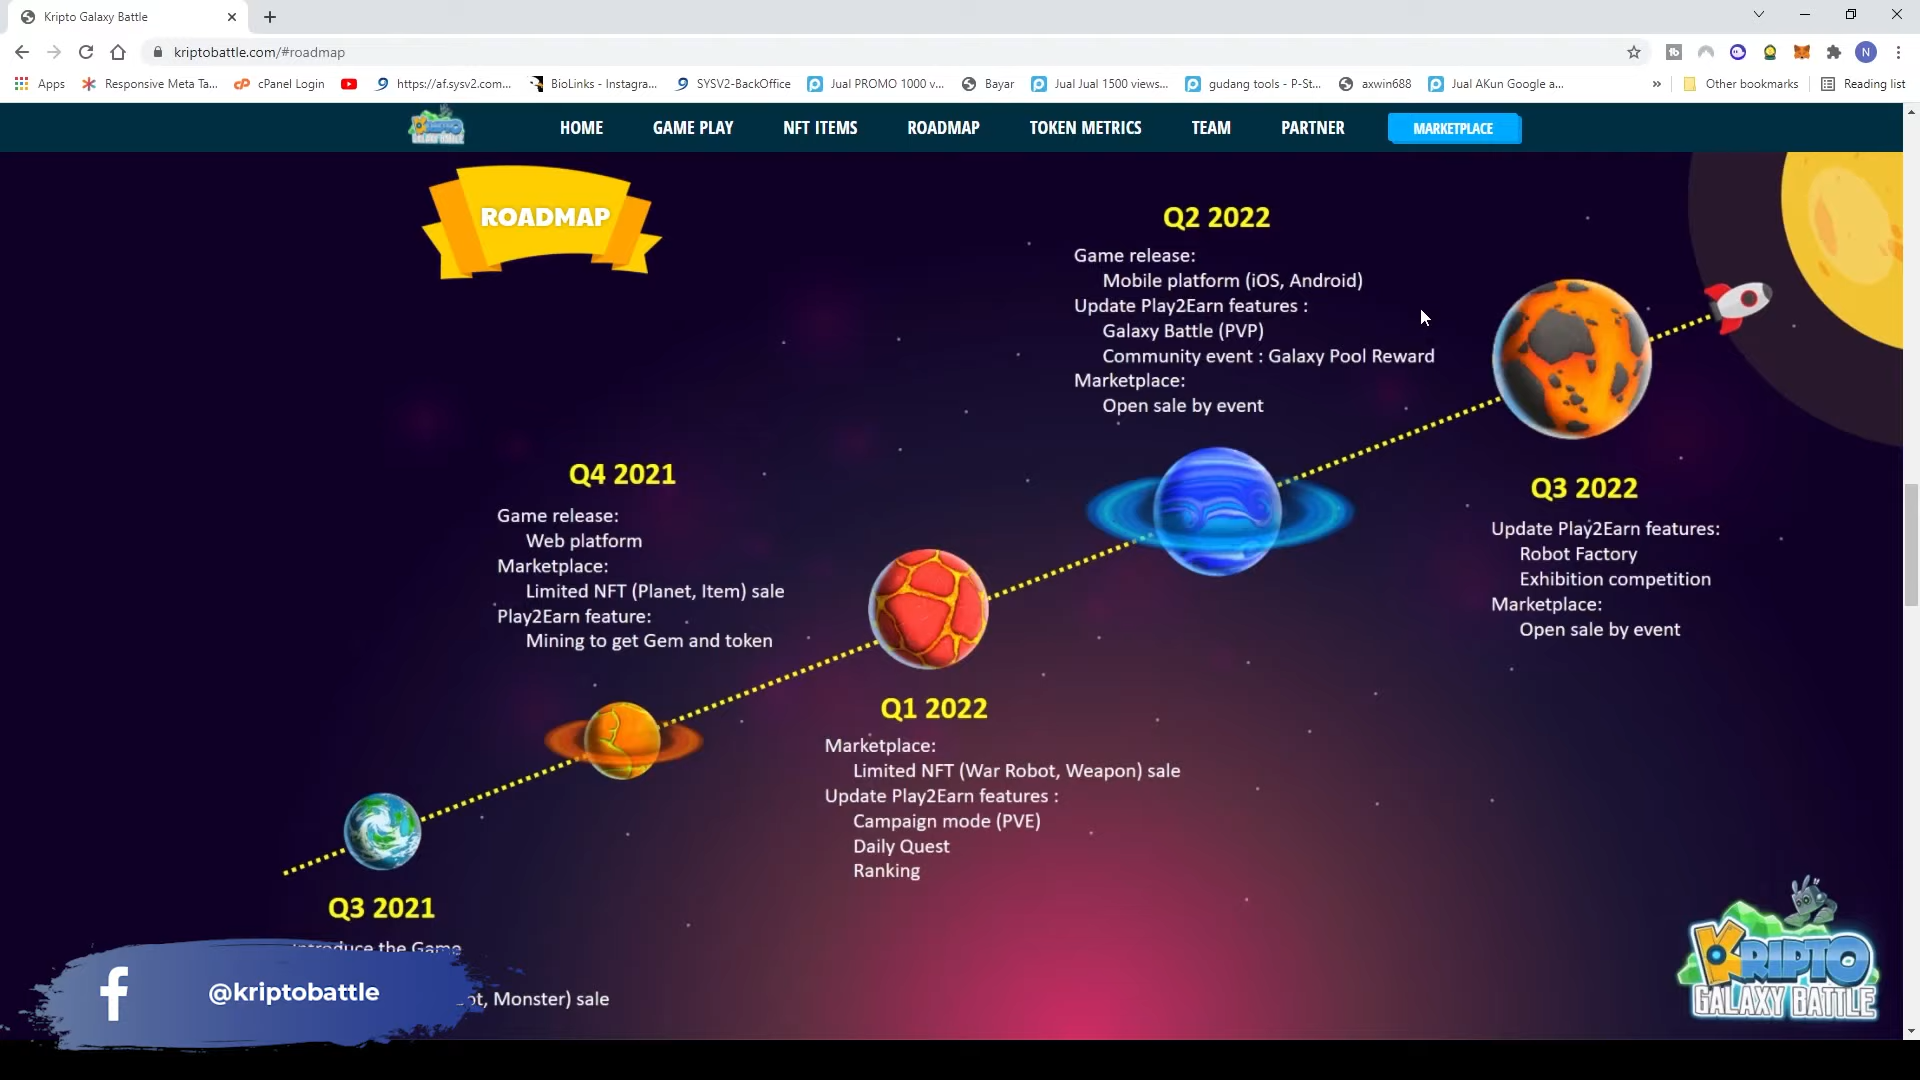 Kripto Galaxy Battle
kriptobattle.com/#roadmap
N
Apps
Responsive Meta Ta...
cPanel Login
https://af.sysv2.com...
BioLinks - Instagra...
SYSV2-BackOffice
Jual PROMO 1000 v...
Bayar
Jual Jual 1500 views...
gudang tools - P-St...
axwin688
Jual AKun Google a...
»
Other bookmarks
Reading list
KRIPTO
GALAXY BATTLE
HOME
GAME PLAY
NFT ITEMS
ROADMAP
TOKEN METRICS
TEAM
PARTNER
MARKETPLACE
ROADMAP
Q2 2022
Game release:
Mobile platform (iOS, Android)
Update Play2Earn features :
Galaxy Battle (PVP)
Community event : Galaxy Pool Reward
Marketplace:
Open sale by event
Q4 2021
Game release:
Web platform
Marketplace:
Limited NFT (Planet, Item) sale
Play2Earn feature:
Mining to get Gem and token
Q3 2022
Update Play2Earn features:
Robot Factory
Exhibition competition
Marketplace:
Open sale by event
Q1 2022
Marketplace:
Limited NFT (War Robot, Weapon) sale
Update Play2Earn features :
Campaign mode (PVE)
Daily Quest
Ranking
Q3 2021
Introduce the Game
Monster) sale
f
@kriptobattle
KRIPTO
GALAXY BATTLE